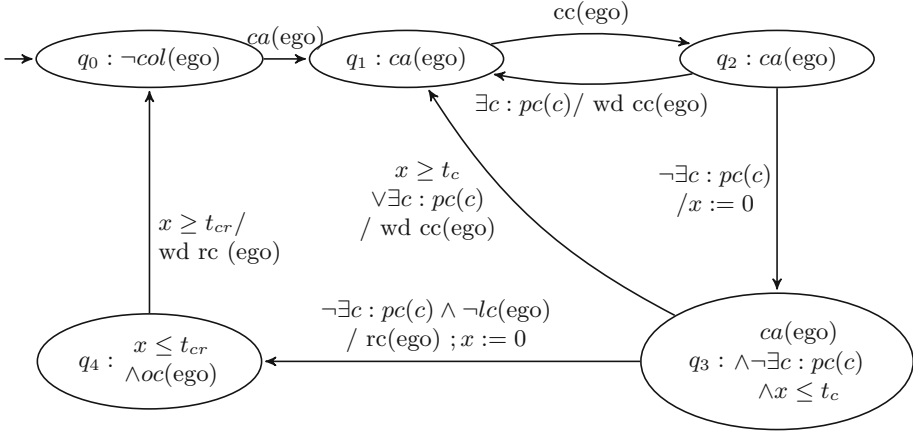 cc(ego)
q₀ : ¬col(ego)
ca(ego)
q₁ : ca(ego)
q₂ : ca(ego)
∃c : pc(c)/ wd cc(ego)
x ≥ t_c
∨∃c : pc(c)
/ wd cc(ego)
¬∃c : pc(c)
/x := 0
x ≥ t_cr/
wd rc (ego)
¬∃c : pc(c) ∧ ¬lc(ego)
/ rc(ego) ; x := 0
q₄ : x ≤ t_cr
∧oc(ego)
ca(ego)
q₃ : ∧¬∃c : pc(c)
∧x ≤ t_c